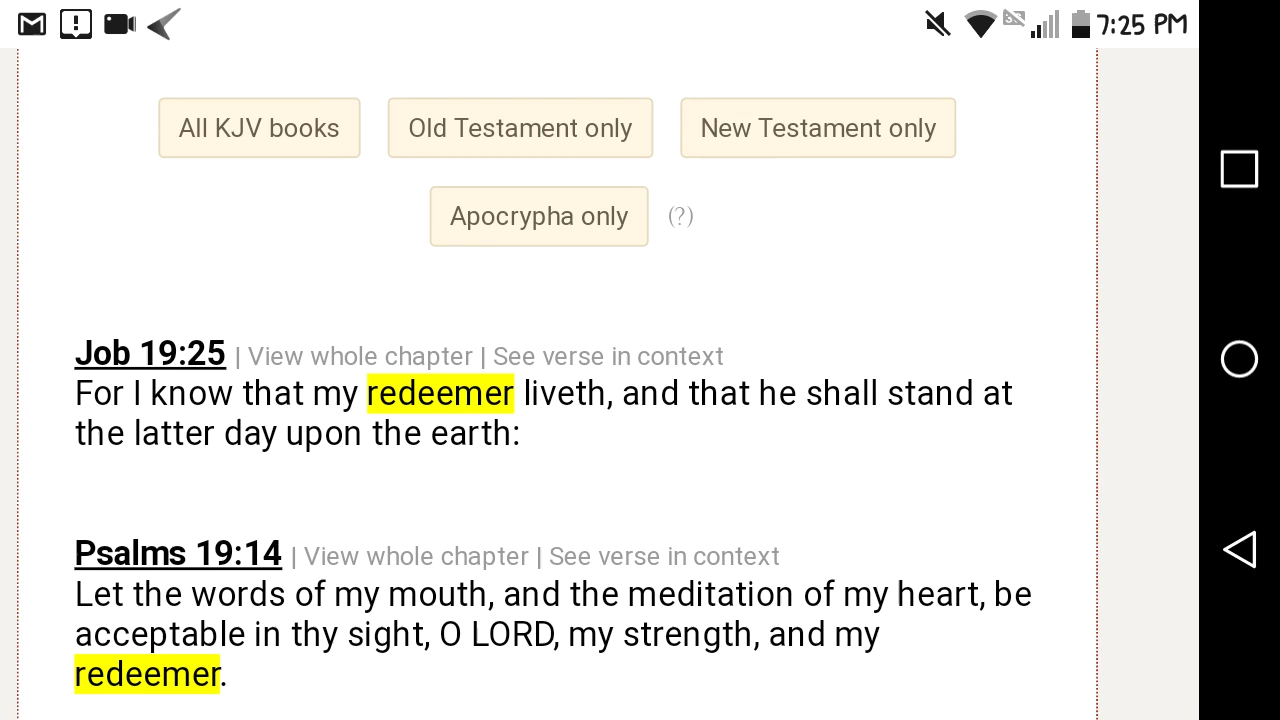 7:25 PM
All KJV books Old Testament only New Testament only
Apocrypha only (?)
Job 19:25 | View whole chapter | See verse in context
For I know that my redeemer liveth, and that he shall stand at
the latter day upon the earth:
Psalms 19:14 | View whole chapter | See verse in context
Let the words of my mouth, and the meditation of my heart, be
acceptable in thy sight, O LORD, my strength, and my
redeemer.